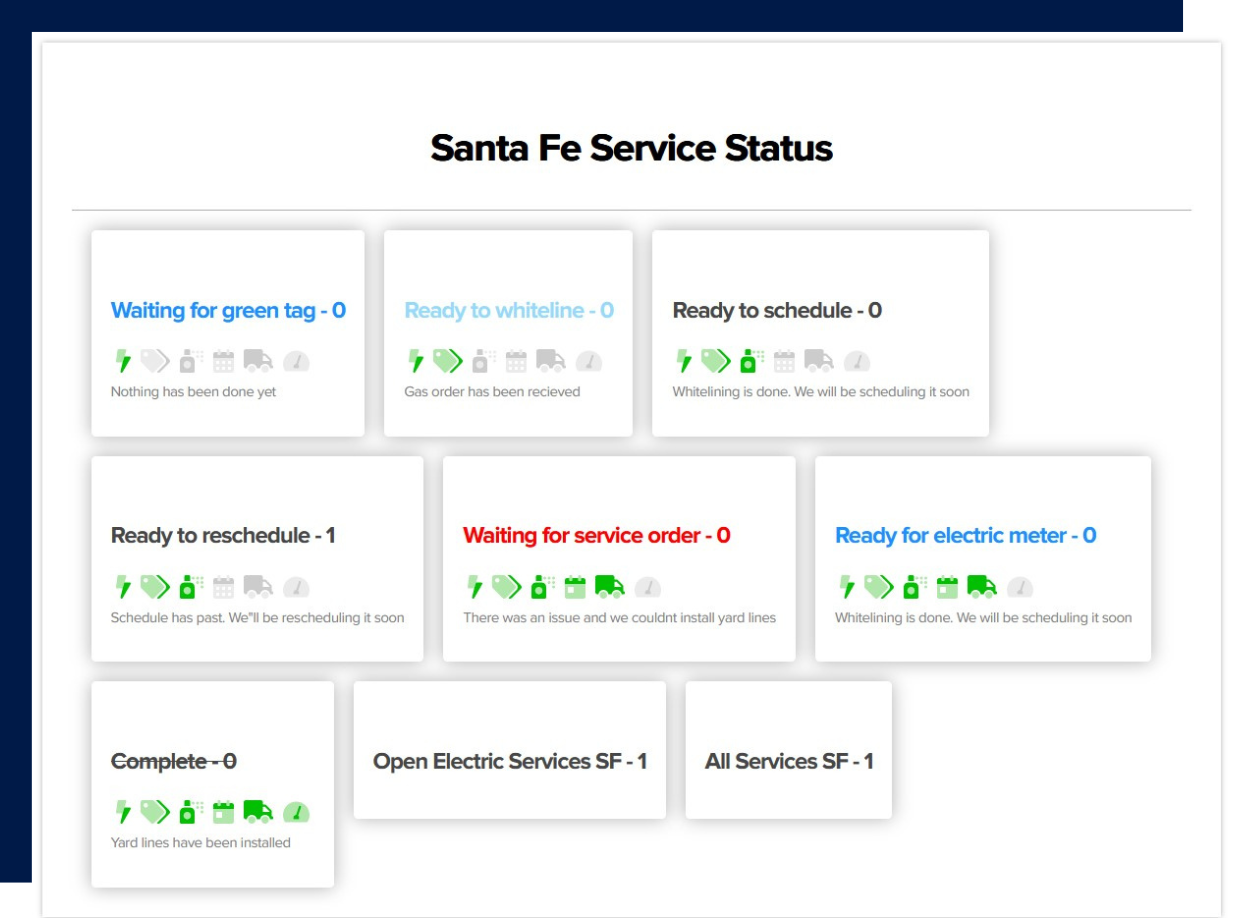 Santa Fe Service Status
Waiting for green tag - 0
Nothing has been done yet
Ready to whiteline - 0
Gas order has been recieved
Ready to schedule - 0
Whitelining is done. We will be scheduling it soon
Ready to reschedule - 1
Schedule has past. We"ll be rescheduling it soon
Waiting for service order - 0
There was an issue and we couldnt install yard lines
Ready for electric meter - 0
Whitelining is done. We will be scheduling it soon
Complete - 0
Yard lines have been installed
Open Electric Services SF - 1
All Services SF - 1